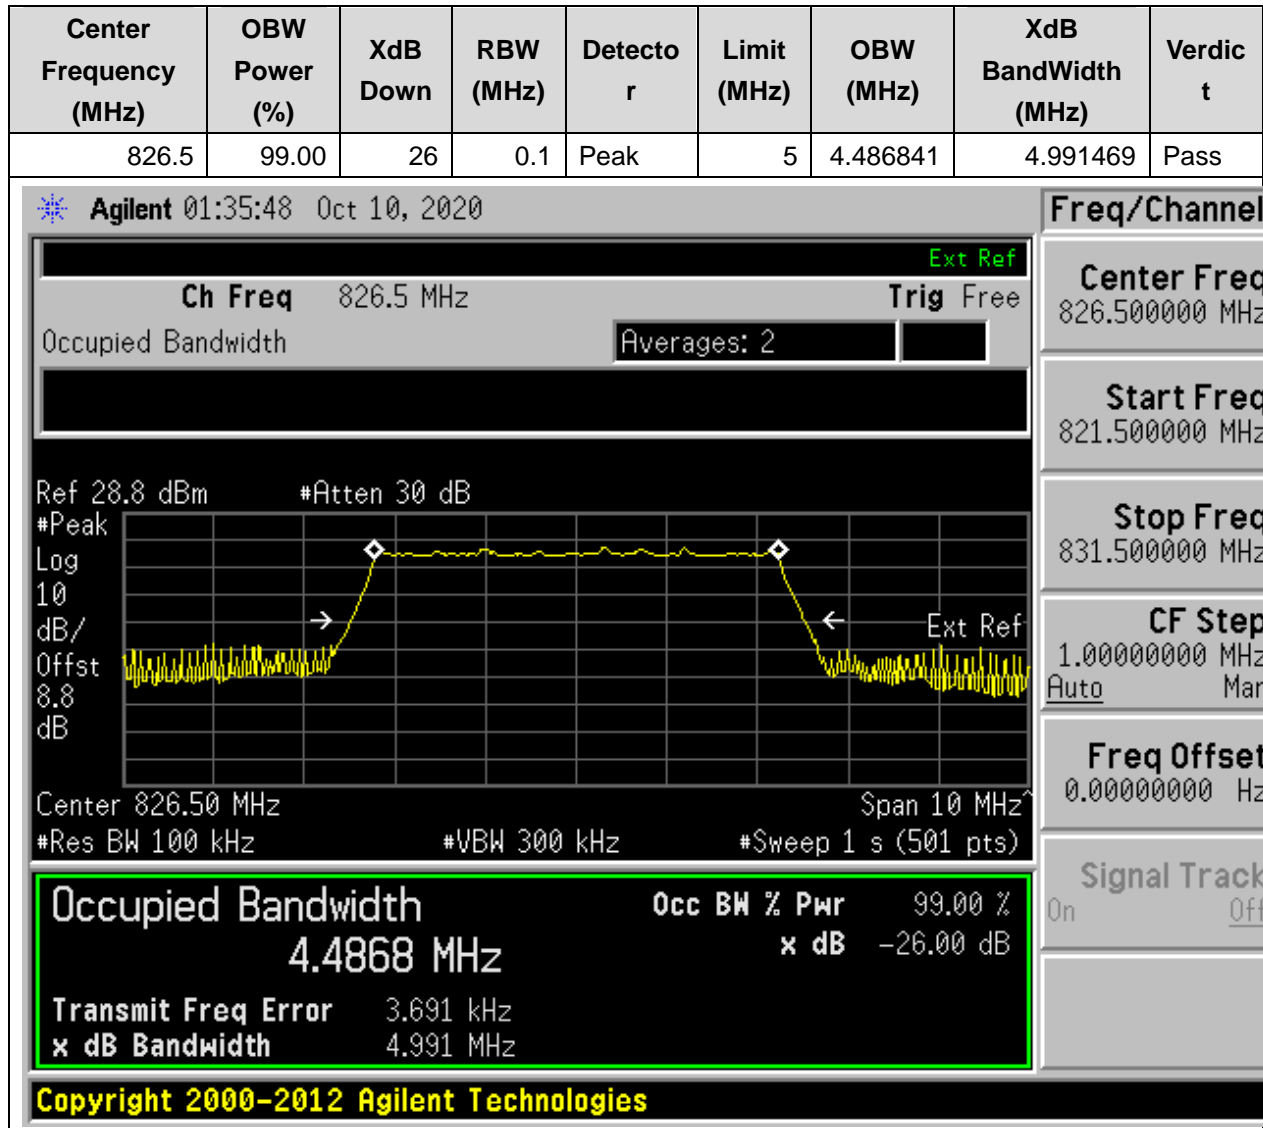 Center Frequency (MHz) OBW Power (%) XdB Down RBW (MHz) Detecto r Limit (MHz) OBW (MHz) XdB BandWidth (MHz) Verdic t
826.5 99.00 26 0.1 Peak 5 4.486841 4.991469 Pass
Agilent 01:35:48 Oct 10, 2020
Freq/Channel
Ext Ref
Ch Freq 826.5 MHz Trig Free
Occupied Bandwidth Averages: 2
Center Freq
826.500000 MHz
Start Freq
821.500000 MHz
Stop Freq
831.500000 MHz
CF Step
1.00000000 MHz
Auto Man
Freq Offset
0.00000000 Hz
Signal Track
On Off
Ref 28.8 dBm #Atten 30 dB
#Peak
Log
10
dB/
Offst
8.8
dB
Ext Ref
Center 826.50 MHz Span 10 MHz^
#Res BW 100 kHz #VBW 300 kHz #Sweep 1 s (501 pts)
Occupied Bandwidth Occ BW % Pwr 99.00 %
4.4868 MHz x dB -26.00 dB
Transmit Freq Error 3.691 kHz
x dB Bandwidth 4.991 MHz
Copyright 2000-2012 Agilent Technologies